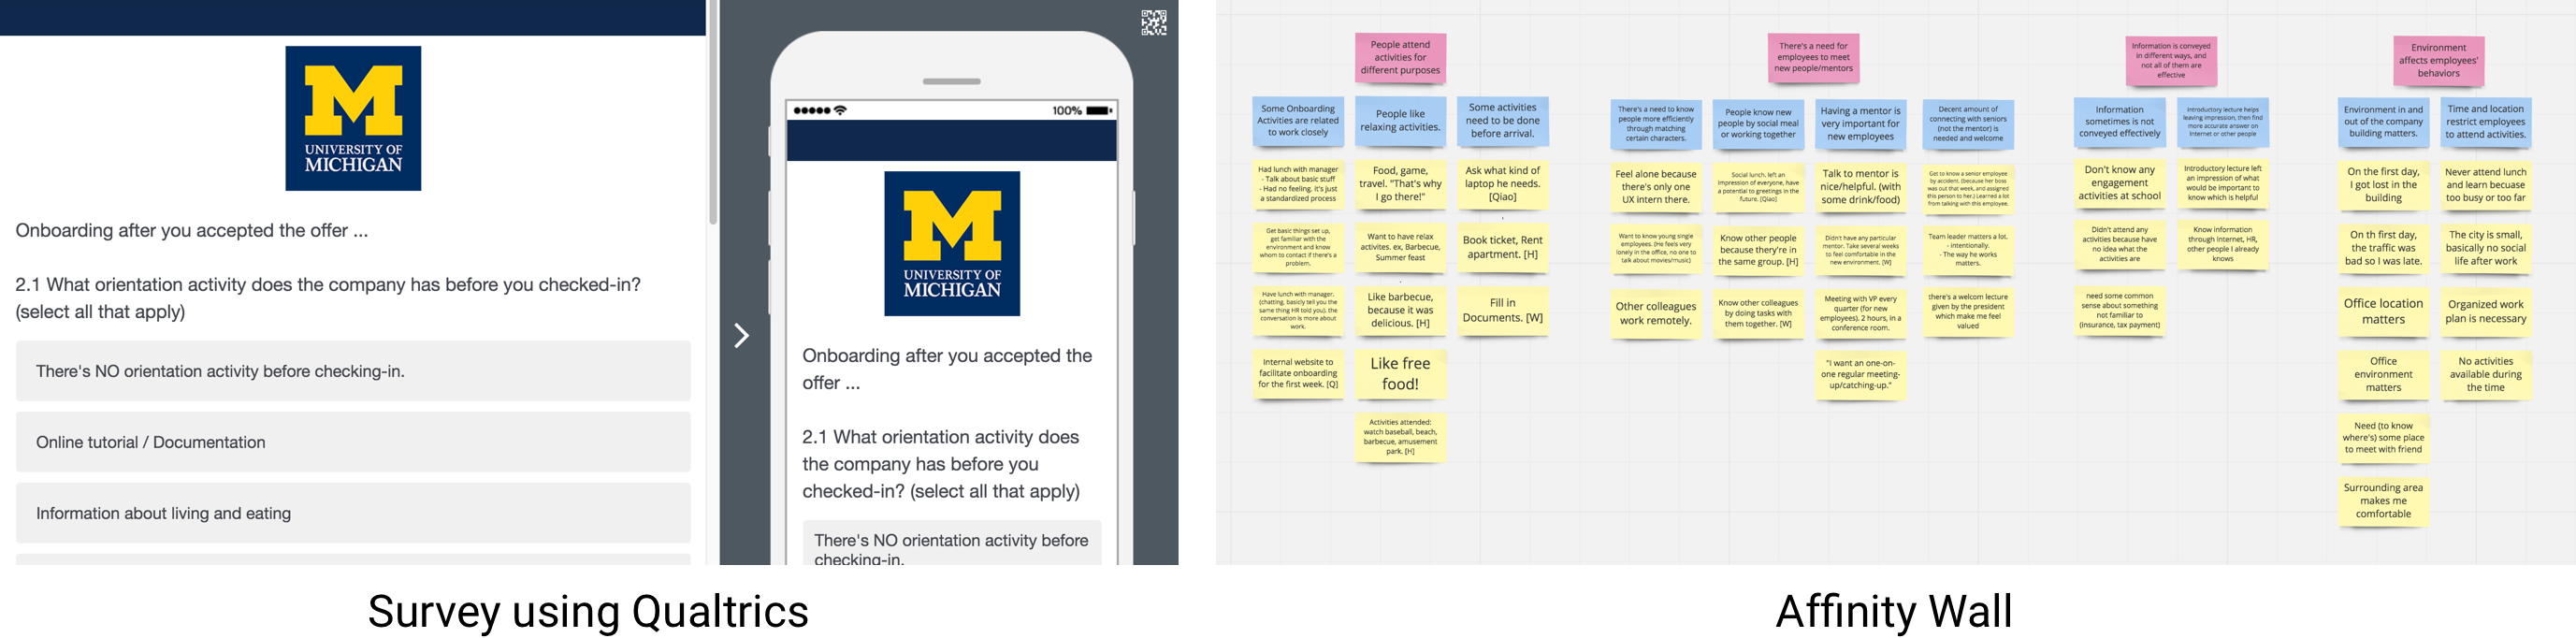 UNIVERSITY OF
MICHIGAN
Onboarding after you accepted the offer ...
2.1 What orientation activity does the company has before you checked-in?
(select all that apply)
There's NO orientation activity before checking-in.
Online tutorial / Documentation
Information about living and eating
100%
UNIVERSITY OF
MICHIGAN
Onboarding after you accepted the
offer ...
2.1 What orientation activity does
the company has before you
checked-in? (select all that apply)
There's NO orientation activity before
checking-in.
Survey using Qualtrics
People attend
activities for
different purposes
Some Onboarding
Activities are related
to work closely
Had lunch with manager
- Talk about basic stuff
- Had no feeling. it's just
a standardized process
Get basic things set up,
get familiar with the
environment and know
whom to contact if there's a
problem.
Have lunch with manager,
(chatting, basicly tell you the
same thing HR told you). the
conversation is more about
work.
Internal website to
facilitate onboarding
for the first week. [Q]
People like
relaxing activities.
Food, game,
travel. "That's why
I go there!"
Want to have relax
activites. ex, Barbecue,
Summer feast
Like barbecue,
because it was
delicious. [H]
Like free
food!
Activities attended:
watch baseball, beach,
barbecue, amusement
park. [H]
Some activities
need to be done
before arrival.
Ask what kind of
laptop he needs.
[Qiao]
Book ticket, Rent
apartment. [H]
Fill in
Documents. [W]
There's a need for
employees to meet
new people/mentors
There's a need to know
people more efficiently
through matching
certain characters.
Feel alone because
there's only one
UX intern there.
Want to know young single
employees. (He feels very
lonely in the office, no one to
talk about movies/music)
Other colleagues
work remotely.
People know new
people by social meal
or working together
Social lunch. left an
impression of everyone, have
a potential to greetings in the
future. [Qiao]
Know other people
because they're in
the same group. [H]
Know other colleagues
by doing tasks with
them together. [W]
Having a mentor is
very important for
new employees
Talk to mentor is
nice/helpful. (with
some drink/food)
Didn't have any particular
mentor. Take several weeks
to feel comfortable in the
new environment. [W]
Meeting with VP every
quarter (for new
employees). 2 hours, in a
conference room.
"I want an one-on-
one regular meeting-
up/catching-up."
Decent amount of
connecting with seniors
(not the mentor) is
needed and welcome
Get to know a senior employee
by accident. (because her boss
was out that week, and assigned
this person to her.) Learned a lot
from talking with this employee.
Team leader matters a lot.
- Intentionally.
- The way he works
matters.
there's a welcom lecture
given by the president
which make me feel
valued
Information is conveyed
in different ways, and
not all of them are
effective
Information
sometimes is not
conveyed effectively
Don't know any
engagement
activities at school
Didn't attend any
activities because have
no idea what the
activities are
need some common
sense about something
not familiar to
(insurance, tax payment)
Introductory lecture helps
leaving impression, then find
more accurate answer on
Internet or other people
Introductory lecture left
an impression of what
would be important to
know which is helpful
Know information
through Internet, HR,
other people I already
knows
Environment
affects employees'
behaviors
Environment in and
out of the company
building matters.
On the first day,
I got lost in the
building
On th first day,
the traffic was
bad so I was late.
Office location
matters
Office
environment
matters
Need (to know
where's) some place
to meet with friend
Surrounding area
makes me
comfortable
Time and location
restrict employees
to attend activities.
Never attend lunch
and learn becuase
too busy or too far
The city is small,
basically no social
life after work
Organized work
plan is necessary
No activities
available during
the time
Affinity Wall